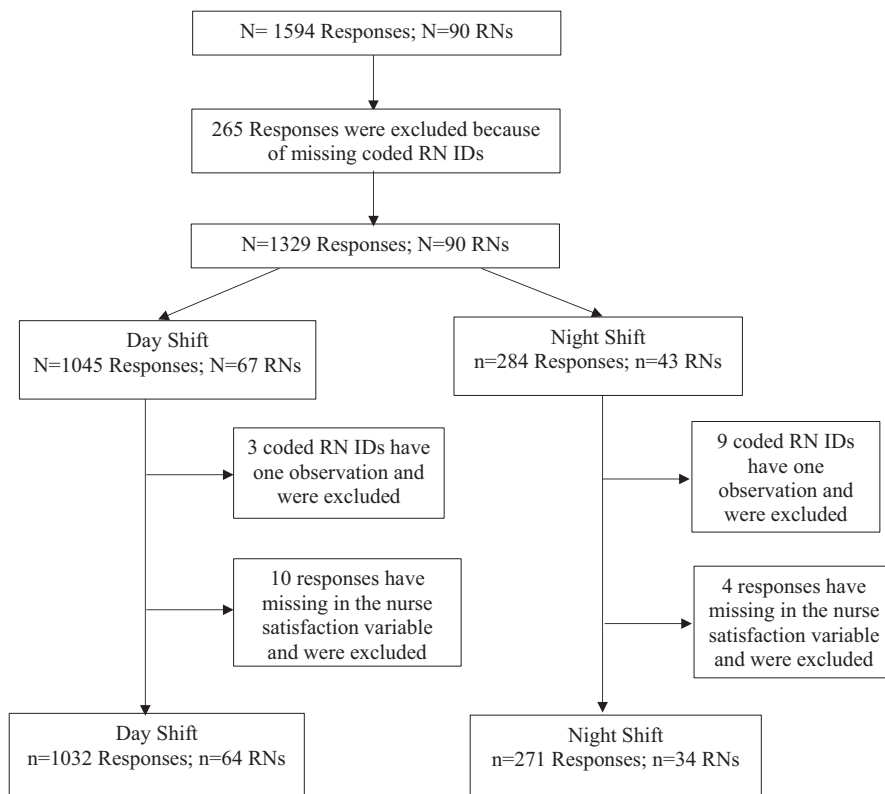 N= 1594 Responses; N=90 RNs
265 Responses were excluded because
of missing coded RN IDs
N=1329 Responses; N=90 RNs
Day Shift
N=1045 Responses; N=67 RNs
Night Shift
n=284 Responses; n=43 RNs
3 coded RN IDs have
one observation and
were excluded
9 coded RN IDs
have one
observation and
were excluded
10 responses have
missing in the nurse
satisfaction variable
and were excluded
4 responses have
missing in the nurse
satisfaction variable
and were excluded
Day Shift
n=1032 Responses; n=64 RNs
Night Shift
n=271 Responses; n=34 RNs